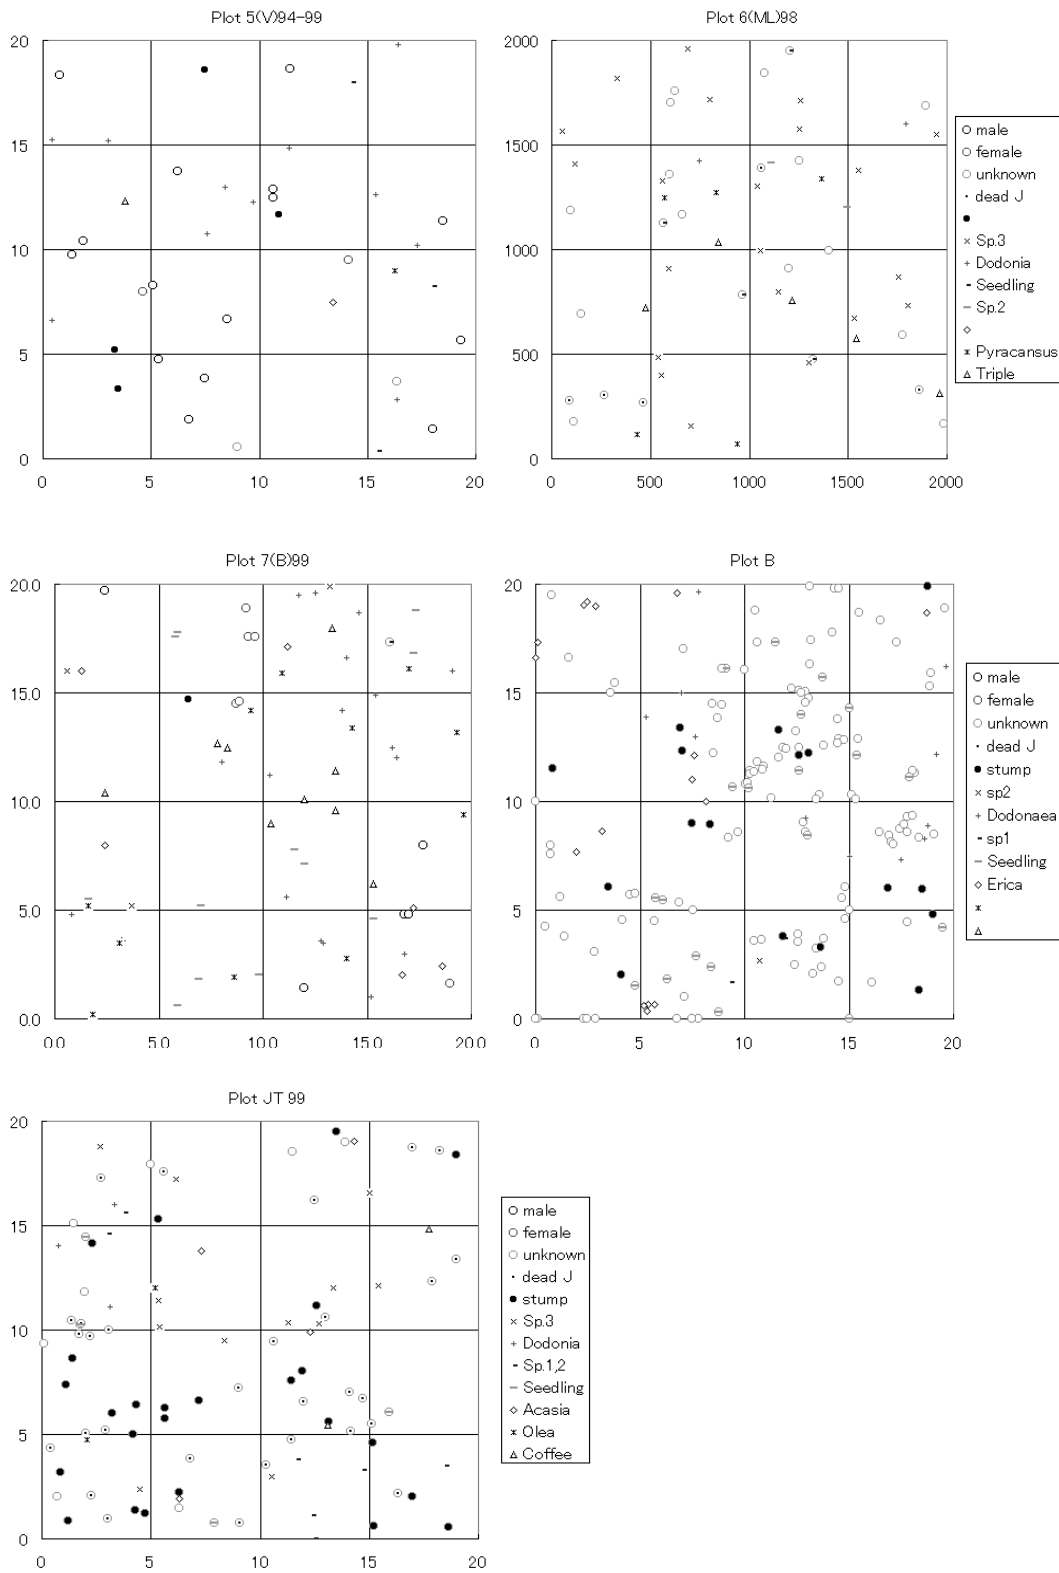 Plot 5(V)94-99
20
15
10
5
0
0 5 10 15 20
Plot 6(ML)98
2000
1500
1000
500
0
0 500 1000 1500 2000
male
female
unknown
dead J
Sp.3
Dodonia
Seedling
Sp.2
Pyracansus
Triple
Plot 7(B)99
20.0
15.0
10.0
5.0
0.0
0.0 5.0 10.0 15.0 20.0
Plot B
20
15
10
5
0
0 5 10 15 20
male
female
unknown
dead J
stump
sp2
Dodonaea
sp1
Seedling
Erica
Plot JT 99
20
15
10
5
0
0 5 10 15 20
male
female
unknown
dead J
stump
Sp.3
Dodonia
Sp.1,2
Seedling
Acasia
Olea
Coffee